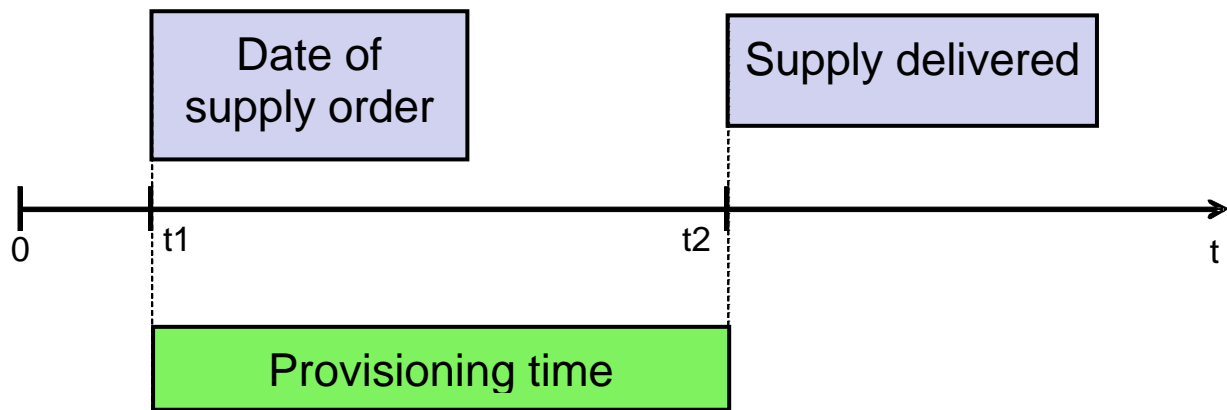 Date of
supply order
Supply delivered
0
t1
t2
t
Provisioning time